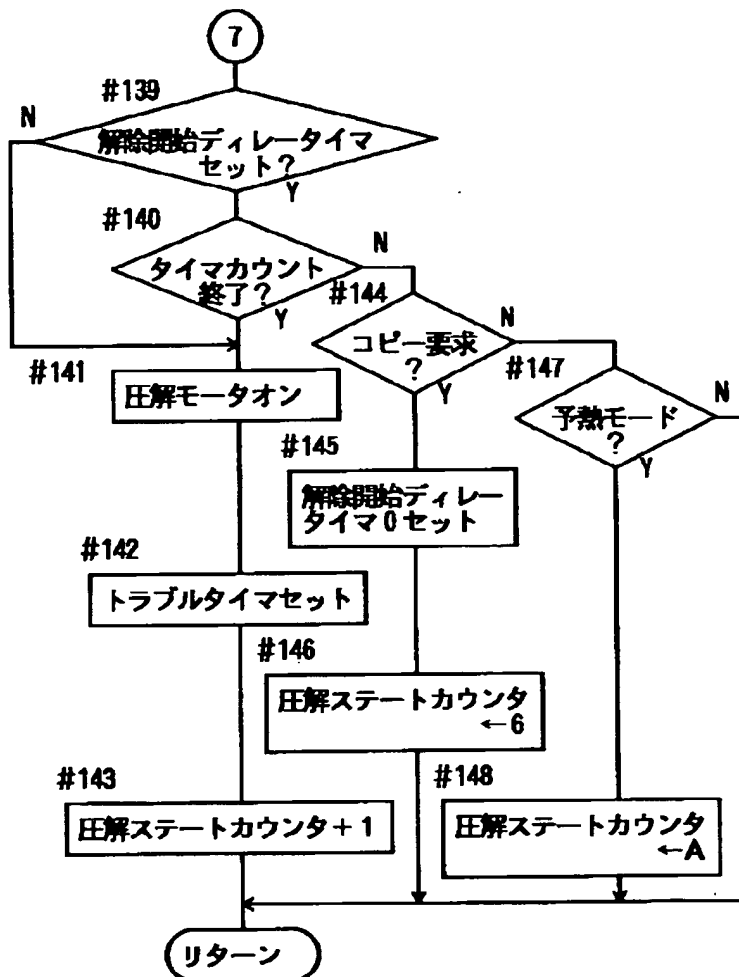 7
#139
N
解除開始ディレータイマ
セット?
Y
#140
N
タイマカウント
終了?
Y
#144
N
コピー要求
?
Y
#141
#147
N
圧解モータオン
予熱モード
?
Y
#145
解除開始ディレー
タイマ0セット
#142
トラブルタイマセット
#146
圧解ステートカウンタ
←6
#143
#148
圧解ステートカウンタ+1
圧解ステートカウンタ
←A
リターン